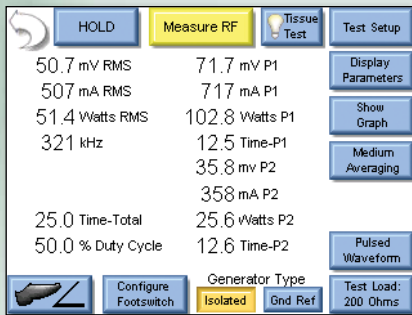 HOLD
Measure RF
Tissue
Test
Test Setup
50.7 mV RMS
71.7 mV P1
Display
Parameters
507 mA RMS
717 mA P1
51.4 Watts RMS
102.8 Watts P1
Show
Graph
321 kHz
12.5 Time-P1
35.8 mv P2
Medium
Averaging
358 mA P2
25.0 Time-Total
25.6 Watts P2
50.0 % Duty Cycle
12.6 Time-P2
Pulsed
Waveform
Configure
Footswitch
Generator Type
Isolated
Gnd Ref
Test Load:
200 Ohms